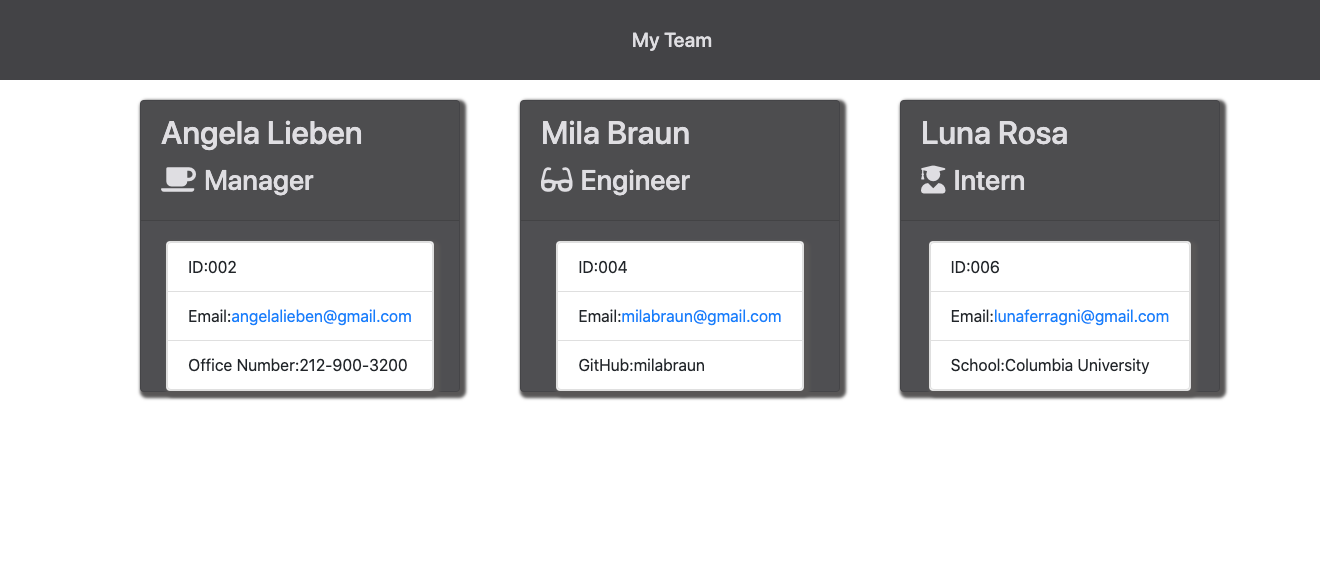 My Team
Angela Lieben
Manager
ID:002
Email:angelalieben@gmail.com
Office Number:212-900-3200
Mila Braun
Engineer
ID:004
Email:milabraun@gmail.com
GitHub:milabraun
Luna Rosa
Intern
ID:006
Email:lunaferragni@gmail.com
School:Columbia University